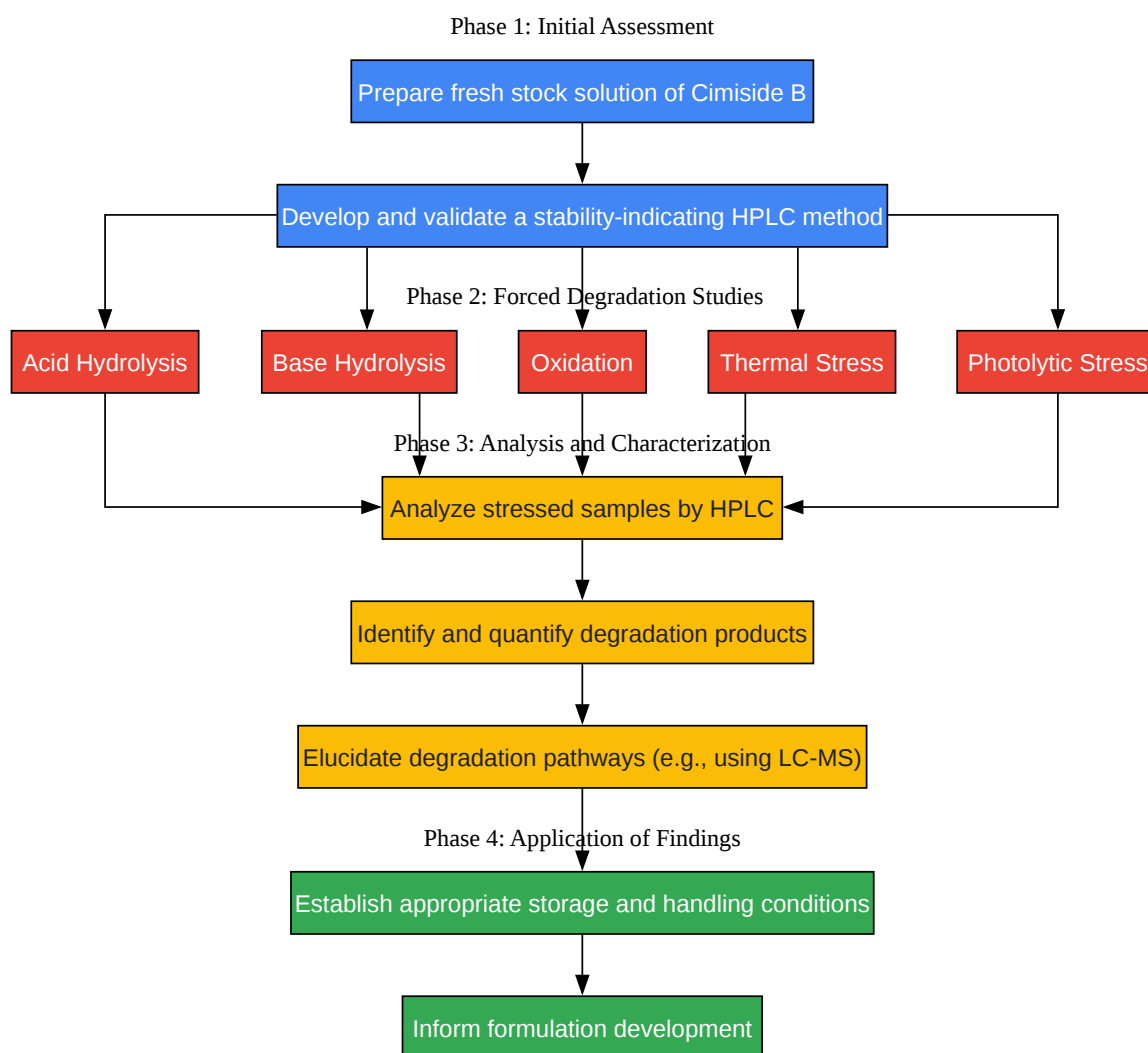 Phase 1: Initial Assessment
Prepare fresh stock solution of Cimiside B
Develop and validate a stability-indicating HPLC method
Phase 2: Forced Degradation Studies
Acid Hydrolysis
Base Hydrolysis
Oxidation
Thermal Stress
Photolytic Stress
Phase 3: Analysis and Characterization
Analyze stressed samples by HPLC
Identify and quantify degradation products
Elucidate degradation pathways (e.g., using LC-MS)
Phase 4: Application of Findings
Establish appropriate storage and handling conditions
Inform formulation development